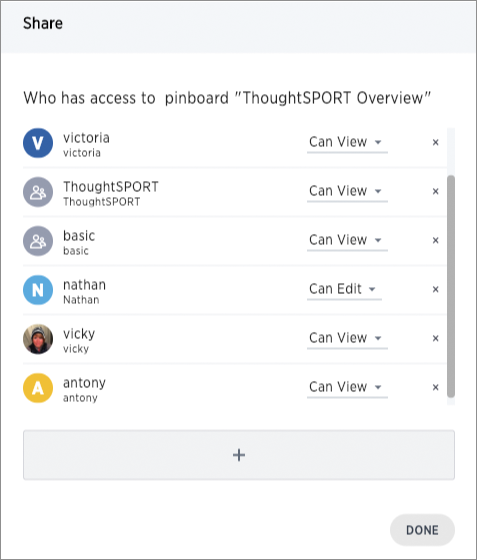 Share
Who has access to pinboard "ThoughtSPORT Overview"
V victoria Can View ×
victoria
ThoughtSPORT Can View ×
ThoughtSPORT
basic Can View ×
basic
N nathan Can Edit ×
Nathan
vicky Can View ×
vicky
A antony Can View ×
antony
+
DONE